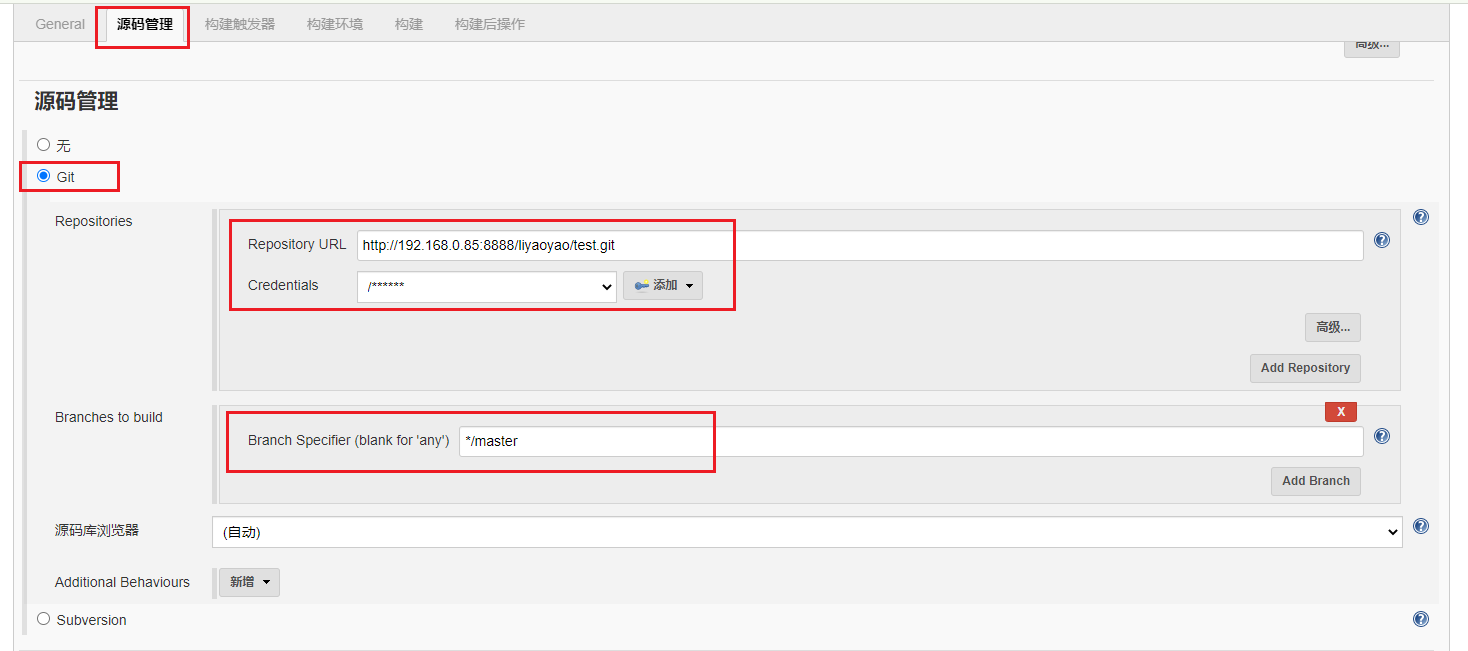 General 源码管理 构建触发器 构建环境 构建 构建后操作
高级...
源码管理
无
Git
Repositories
Repository URL http://192.168.0.85:8888/liyaoyao/test.git
Credentials /****** 添加
高级...
Add Repository
Branches to build
X
Branch Specifier (blank for 'any') */master
Add Branch
源码库浏览器 (自动)
Additional Behaviours 新增
Subversion